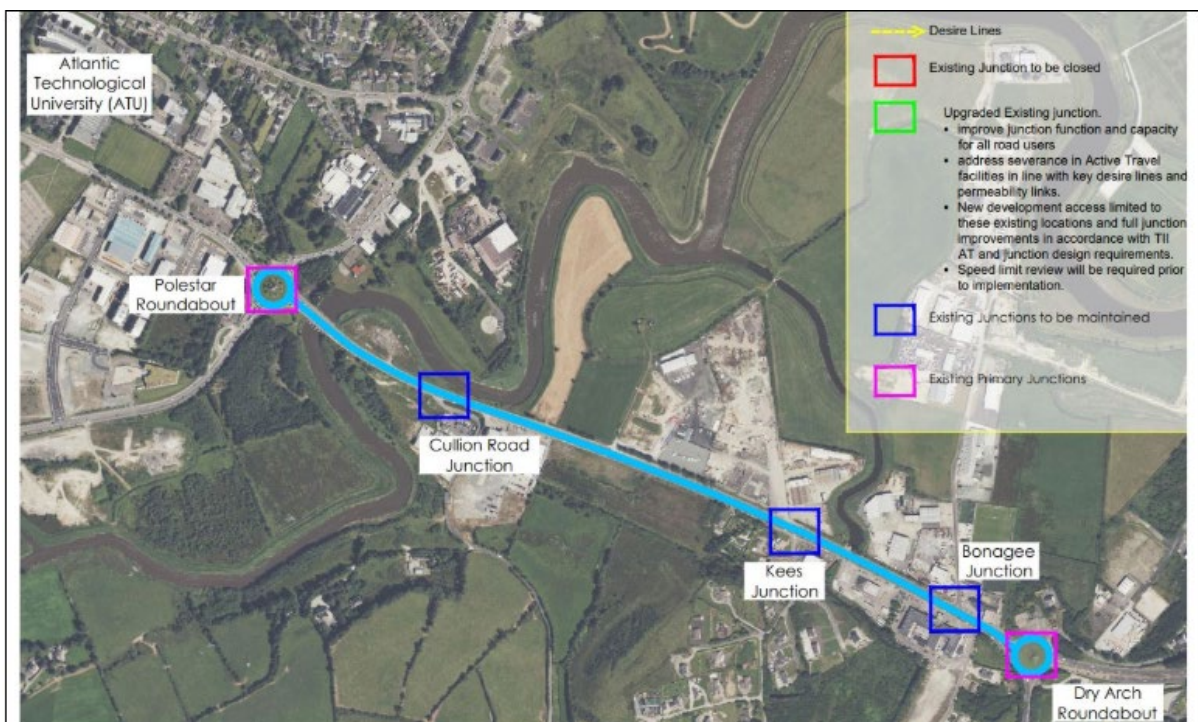 Atlantic
Technological
University (ATU)
Polestar
Roundabout
Cullion Road
Junction
Kees
Junction
Bonagee
Junction
Dry Arch
Roundabout
Desire Lines
Existing Junction to be closed
Upgraded Existing junction.
• improve junction function and capacity
for all road users
• address severance in Active Travel
facilities in line with key desire lines and
permeability links.
• New development access limited to
these existing locations and full junction
improvements in accordance with TII
AT and junction design requirements.
• Speed limit review will be required prior
to implementation.
Existing Junctions to be maintained
Existing Primary Junctions